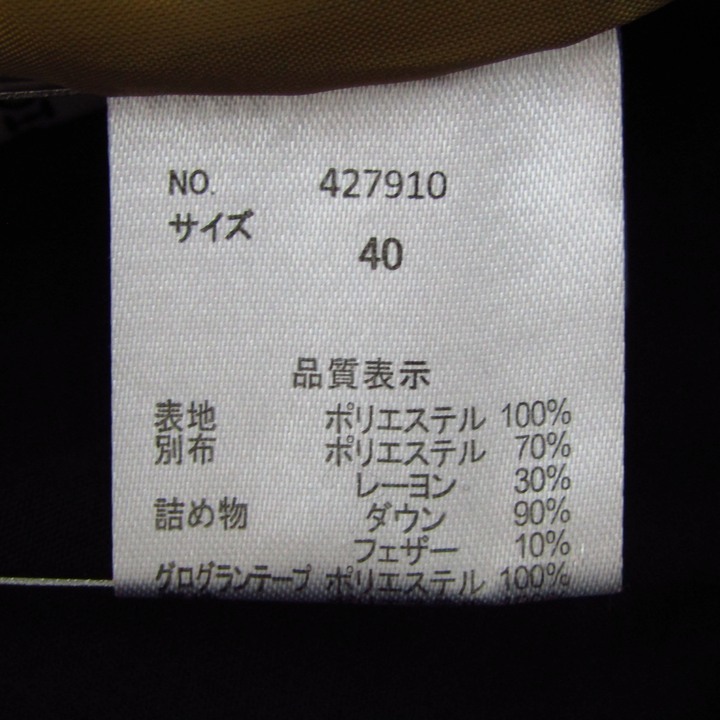 NO. 427910
サイズ 40
品質表示
表地 ポリエステル 100%
別布 ポリエステル 70%
レーヨン 30%
詰め物 ダウン 90%
フェザー 10%
グログランテープ ポリエステル 100%